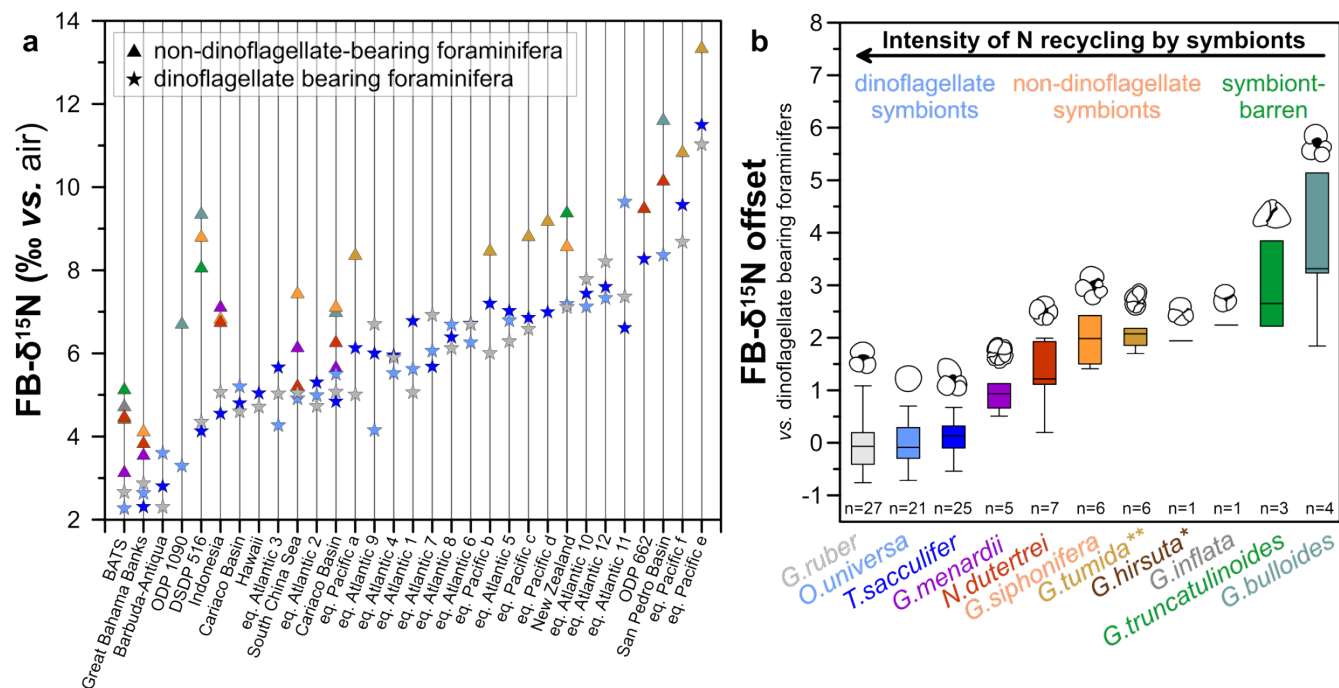 a
FB-δ¹⁵N (‰ vs. air)
14
12
10
8
6
4
2
non-dinoflagellate-bearing foraminifera
dinoflagellate bearing foraminifera
BATS
Great Bahama Banks
Barbuda-Antiqua
ODP 1090
DSDP 516
Indonesia
Cariaco Basin
Hawaii
eq. Atlantic 3
South China Sea
eq. Atlantic 2
Cariaco Basin
eq. Pacific a
eq. Atlantic 9
eq. Atlantic 4
eq. Atlantic 1
eq. Atlantic 7
eq. Atlantic 8
eq. Atlantic 6
eq. Pacific b
eq. Atlantic 5
eq. Pacific c
eq. Pacific d
New Zealand
eq. Atlantic 10
eq. Atlantic 12
eq. Atlantic 11
ODP 662
San Pedro Basin
eq. Pacific f
eq. Pacific e
b
FB-δ¹⁵N offset
vs. dinoflagellate bearing foraminifers
8
7
6
5
4
3
2
1
0
-1
Intensity of N recycling by symbionts
dinoflagellate
symbionts
non-dinoflagellate
symbionts
symbiont-
barren
n=27 n=21 n=25 n=5 n=7 n=6 n=6 n=1 n=1 n=3 n=4
G.ruber
O.universa
T.sacculifer
G.menardii
N.dutertrei
G.siphonifera
G.tumida**
G.hirsuta*
G.inflata
G.truncatulinoides
G.bulloides